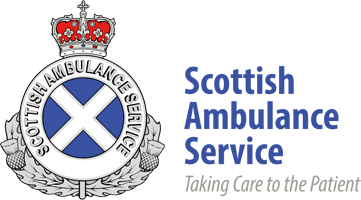 SCOTTISH AMBULANCE SERVICE
Scottish
Ambulance
Service
Taking Care to the Patient